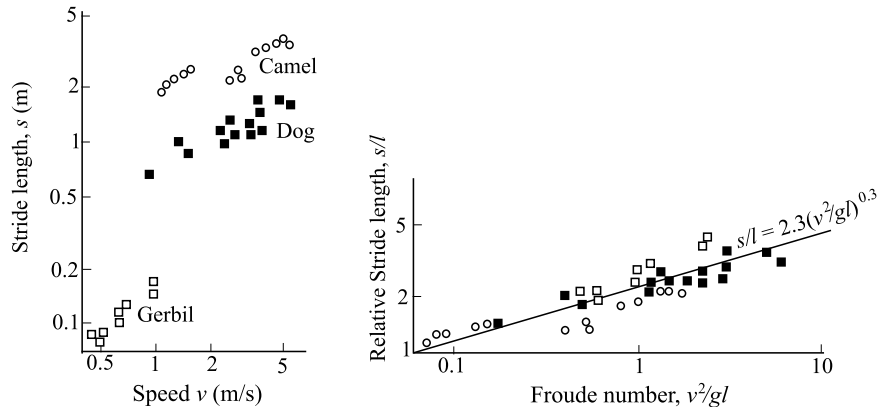 5
2
1
0.5
0.2
0.1
Stride length, s (m)
Camel
Dog
Gerbil
0.5
1
2
5
Speed v (m/s)
5
2
1
Relative Stride length, s/l
s/l = 2.3(v²/gl)⁰·³
0.1
1
10
Froude number, v²/gl